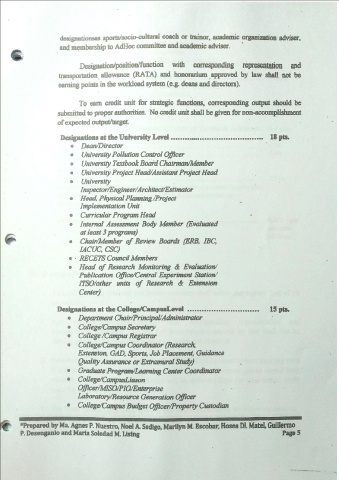 designationsas sports/socio-cultural coach or trainor, academic organization adviser,
and membership to AdHoc committee and academic adviser.
Designation/position/function with corresponding representation and
transportation allowance (RATA) and honorarium approved by law shall not be
earning points in the workload system (e.g. deans and directors).
To earn credit unit for strategic functions, corresponding output should be
submitted to proper authorities. No credit unit shall be given for non-accomplishment
of expected output/target.
Designations at the University Level ........................................ 18 pts.
• Dean/Director
• University Pollution Control Officer
• University Textbook Board Chairman/Member
• University Project Head/Assistant Project Head
• University
Inspector/Engineer/Architect/Estimator
• Head, Physical Planning/Project
Implementation Unit
• Curricular Program Head
• Internal Assessment Body Member (Evaluated
at least 3 programs)
• Chair/Member of Review Boards (ERB, IBC,
IACUC, CSC)
• RECETS Council Members
• Head of Research Monitoring & Evaluation/
Publication Office/Central Experiment Station/
ITSO/other units of Research & Extension
Center)
Designations at the College/CampusLevel ............................... 15 pts.
• Department Chair/Principal/Administrator
• College/Campus Secretary
• College/Campus Registrar
• College/Campus Coordinator (Research,
Extension, GAD, Sports, Job Placement, Guidance
Quality Assurance or Extramural Study)
• Graduate Program/Learning Center Coordinator
• College/CampusLiason
Officer/MISO/PIO/Enterprise
Laboratory/Resource Generation Officer
• College/Campus Budget Officer/Property Custodian
*Prepared by Ma. Agnes P. Nuestro, Noel A. Sedigo, Marilyn M. Escobar, Hosea Dl. Matel, Guillermo
P. Desenganio and Maria Soledad M. Lising Page 5